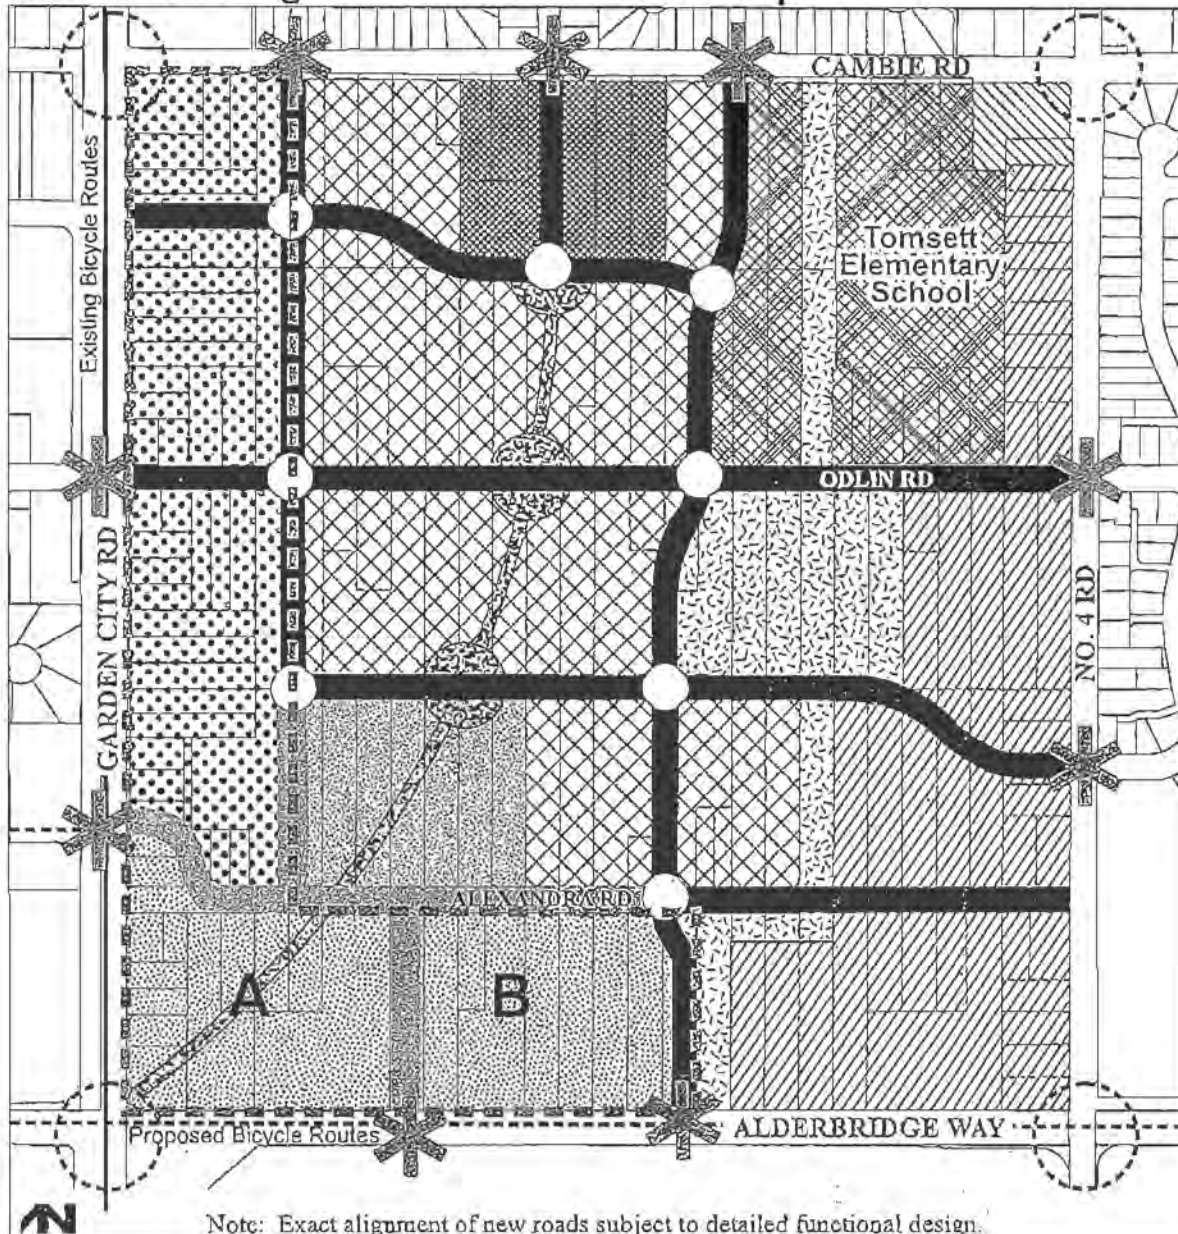 CAMBIE RD
Existing Bicycle Routes
Tomsett
Elementary
School
ODLIN RD
GARDEN CITY RD
NO. 4 RD
ALEXANDRA RD
A
B
Proposed Bicycle Routes
ALDERBRIDGE WAY
N
Note: Exact alignment of new roads subject to detailed functional design.